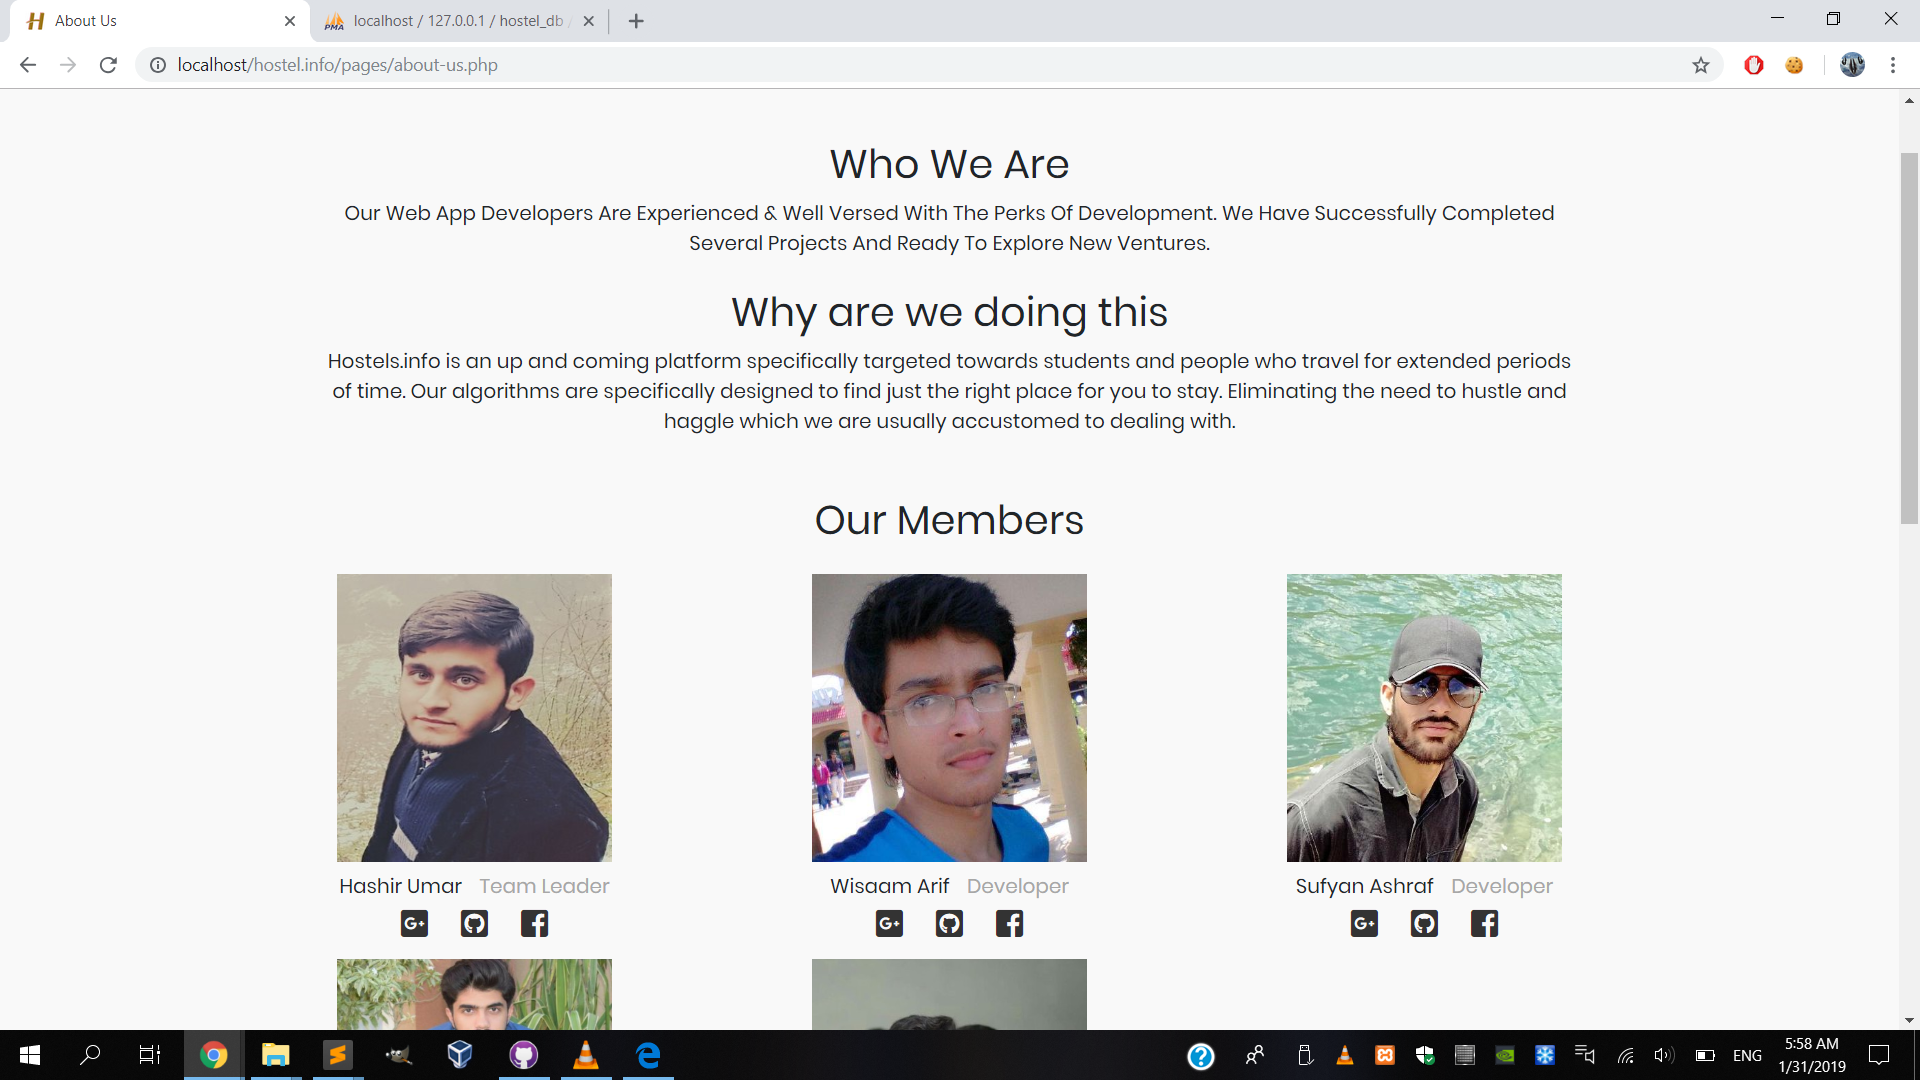 About Us
localhost / 127.0.0.1 / hostel_db
localhost/hostel.info/pages/about-us.php
Who We Are
Our Web App Developers Are Experienced & Well Versed With The Perks Of Development. We Have Successfully Completed
Several Projects And Ready To Explore New Ventures.
Why are we doing this
Hostels.info is an up and coming platform specifically targeted towards students and people who travel for extended periods
of time. Our algorithms are specifically designed to find just the right place for you to stay. Eliminating the need to hustle and
haggle which we are usually accustomed to dealing with.
Our Members
Hashir Umar Team Leader
Wisaam Arif Developer
Sufyan Ashraf Developer
ENG
5:58 AM
1/31/2019